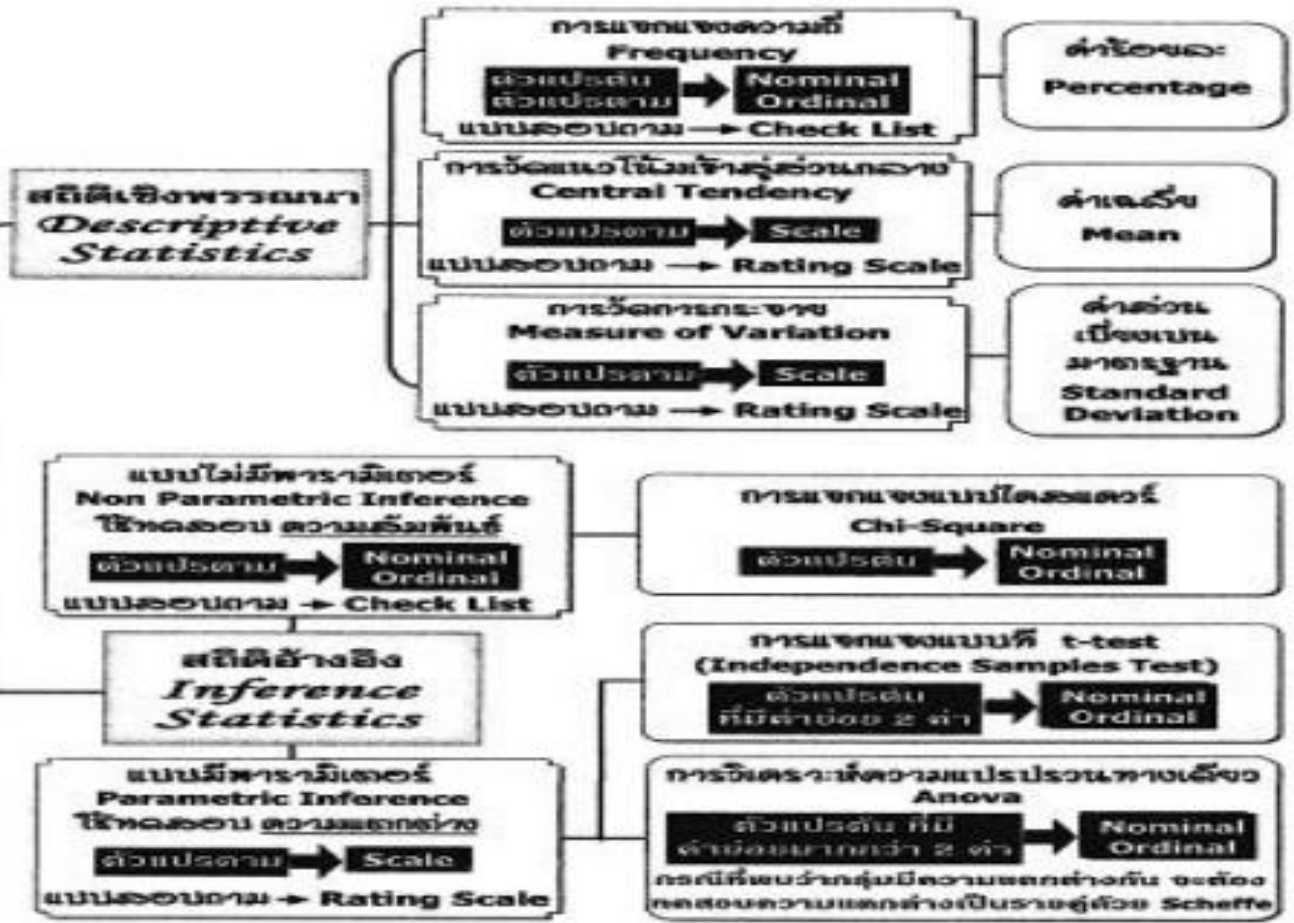 การแจกแจงความถี่
Frequency
ตัวแปรต้น
ตัวแปรตาม
Nominal
Ordinal
แบบสอบถาม → Check List
ค่าร้อยละ
Percentage
สถิติเชิงพรรณนา
Descriptive
Statistics
การวัดแนวโน้มเข้าสู่ส่วนกลาง
Central Tendency
ตัวแปรตาม → Scale
แบบสอบถาม → Rating Scale
ค่าเฉลี่ย
Mean
การวัดการกระจาย
Measure of Variation
ตัวแปรตาม → Scale
แบบสอบถาม → Rating Scale
ค่าส่วน
เบี่ยงเบน
มาตรฐาน
Standard
Deviation
แบบไม่มีพารามิเตอร์
Non Parametric Inference
ใช้ทดสอบ ความสัมพันธ์
ตัวแปรตาม → Nominal
Ordinal
แบบสอบถาม → Check List
การแจกแจงแบบไคสแควร์
Chi-Square
ตัวแปรต้น → Nominal
Ordinal
สถิติอ้างอิง
Inference
Statistics
การแจกแจงแบบที t-test
(Independence Samples Test)
ตัวแปรต้น
ที่มีค่าย่อย 2 ค่า
Nominal
Ordinal
แบบมีพารามิเตอร์
Parametric Inference
ใช้ทดสอบ ความแตกต่าง
ตัวแปรตาม → Scale
แบบสอบถาม → Rating Scale
การวิเคราะห์ความแปรปรวนทางเดียว
Anova
ตัวแปรต้น ที่มี
ค่าย่อยมากกว่า 2 ค่า
Nominal
Ordinal
กรณีที่พบว่ากลุ่มมีความแตกต่างกัน จะต้อง
ทดสอบความแตกต่างเป็นรายคู่ด้วย Scheffe